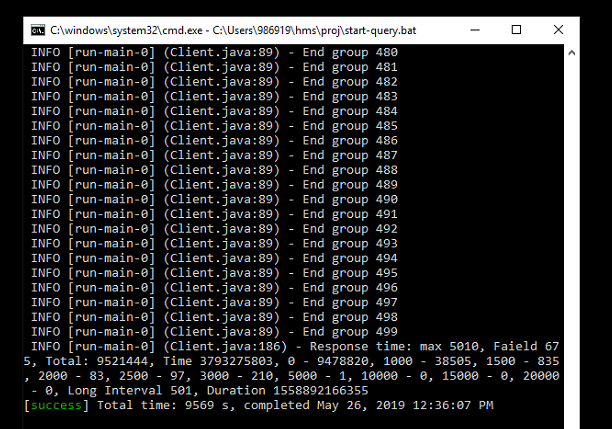 C:\windows\system32\cmd.exe - C:\Users\986919\hms\proj\start-query.bat
INFO [run-main-0] (Client.java:89) - End group 480
INFO [run-main-0] (Client.java:89) - End group 481
INFO [run-main-0] (Client.java:89) - End group 482
INFO [run-main-0] (Client.java:89) - End group 483
INFO [run-main-0] (Client.java:89) - End group 484
INFO [run-main-0] (Client.java:89) - End group 485
INFO [run-main-0] (Client.java:89) - End group 486
INFO [run-main-0] (Client.java:89) - End group 487
INFO [run-main-0] (Client.java:89) - End group 488
INFO [run-main-0] (Client.java:89) - End group 489
INFO [run-main-0] (Client.java:89) - End group 490
INFO [run-main-0] (Client.java:89) - End group 491
INFO [run-main-0] (Client.java:89) - End group 492
INFO [run-main-0] (Client.java:89) - End group 493
INFO [run-main-0] (Client.java:89) - End group 494
INFO [run-main-0] (Client.java:89) - End group 495
INFO [run-main-0] (Client.java:89) - End group 496
INFO [run-main-0] (Client.java:89) - End group 497
INFO [run-main-0] (Client.java:89) - End group 498
INFO [run-main-0] (Client.java:89) - End group 499
INFO [run-main-0] (Client.java:186) - Response time: max 5010, Faield 67
5, Total: 9521444, Time 3793275803, 0 - 9478820, 1000 - 38505, 1500 - 835
, 2000 - 83, 2500 - 97, 3000 - 210, 5000 - 1, 10000 - 0, 15000 - 0, 20000
- 0, Long Interval 501, Duration 1558892166355
[success] Total time: 9569 s, completed May 26, 2019 12:36:07 PM